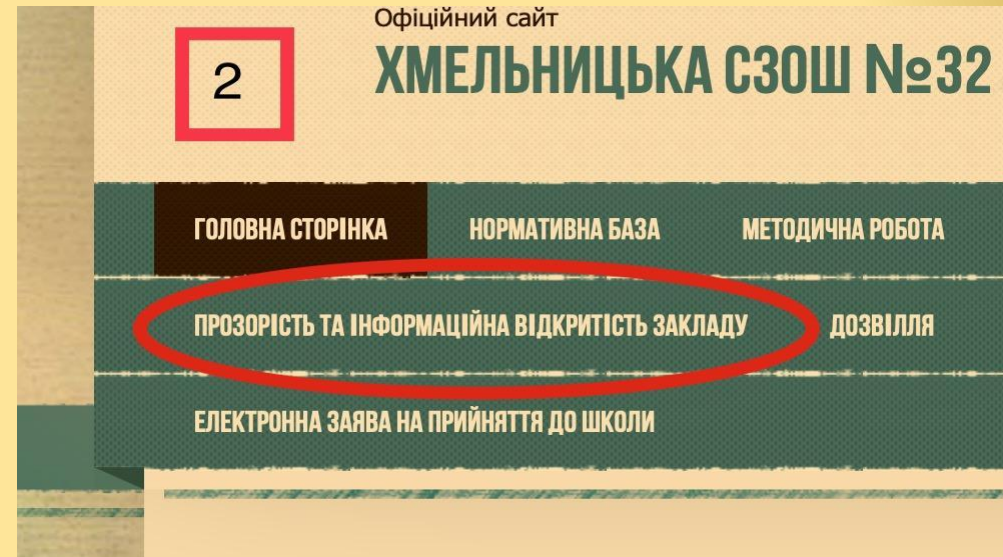 Офіційний сайт
2
ХМЕЛЬНИЦЬКА СЗОШ №32
ГОЛОВНА СТОРІНКА НОРМАТИВНА БАЗА МЕТОДИЧНА РОБОТА
ПРОЗОРІСТЬ ТА ІНФОРМАЦІЙНА ВІДКРИТІСТЬ ЗАКЛАДУ ДОЗВІЛЛЯ
ЕЛЕКТРОННА ЗАЯВА НА ПРИЙНЯТТЯ ДО ШКОЛИ